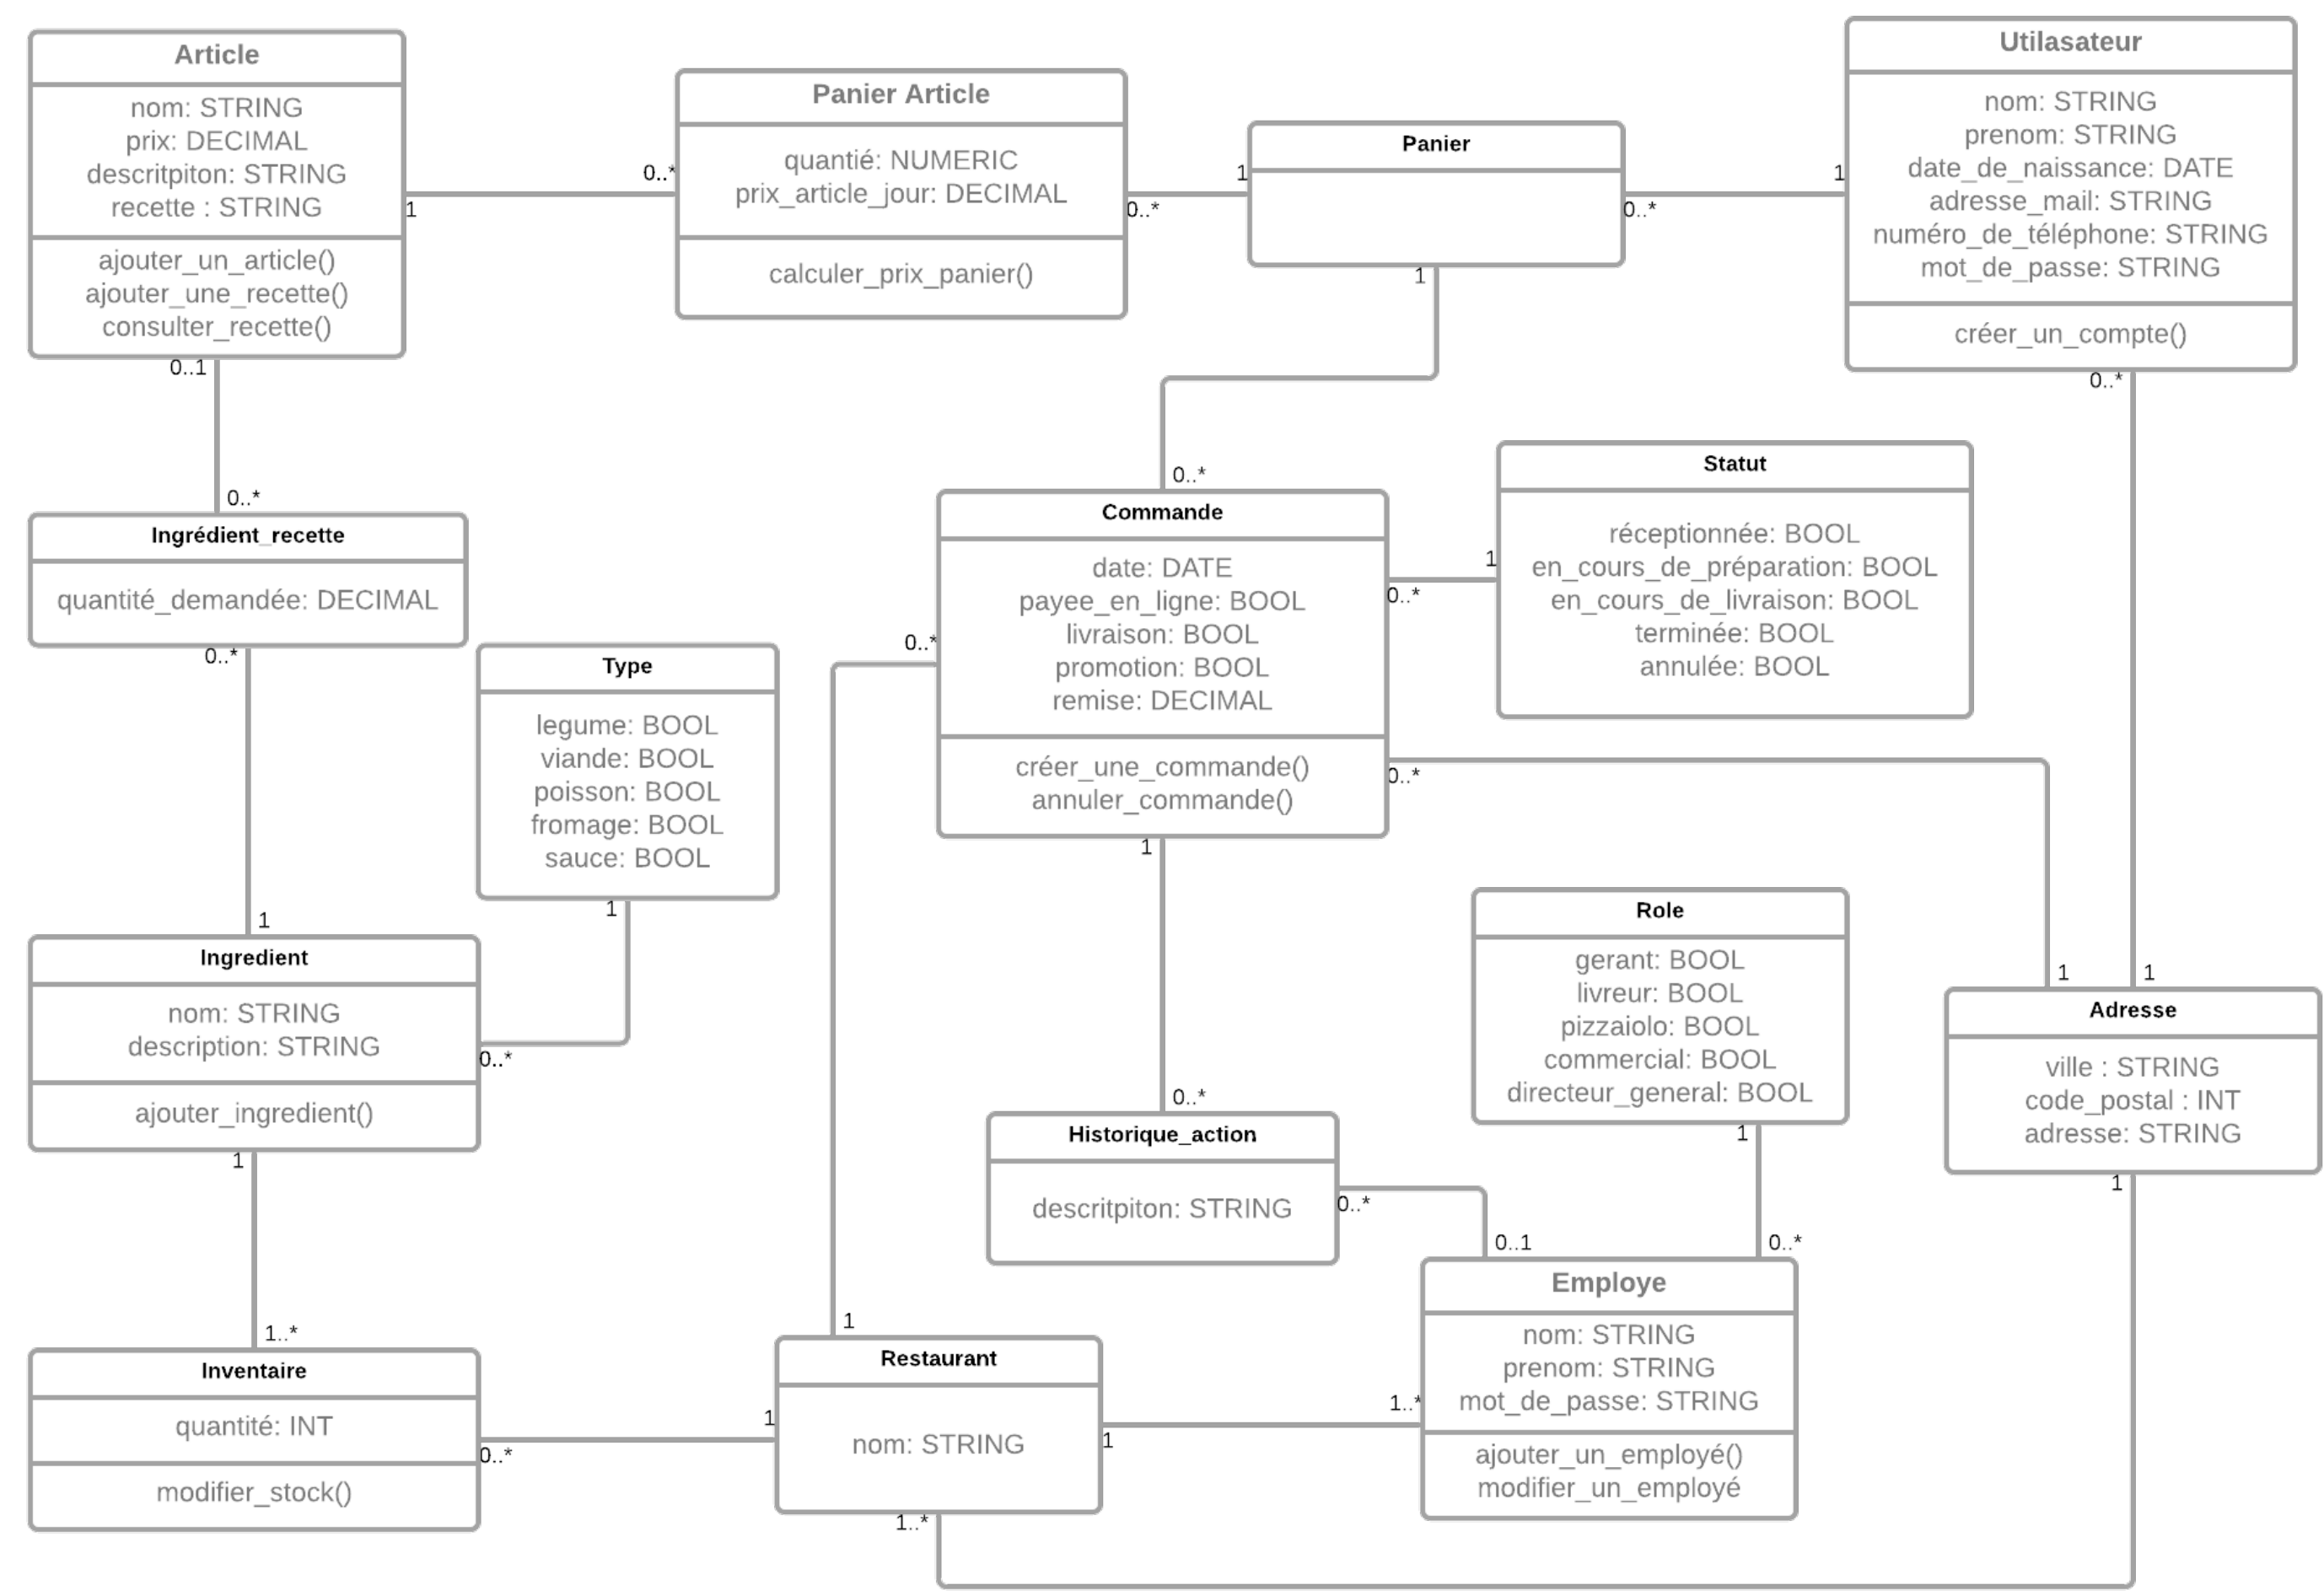 Article
nom: STRING
prix: DECIMAL
descritpiton: STRING
recette : STRING
ajouter_un_article()
ajouter_une_recette()
consulter_recette()
1
0..*
Panier Article
quantié: NUMERIC
prix_article_jour: DECIMAL
calculer_prix_panier()
0..*
1
Panier
0..*
1
Utilasateur
nom: STRING
prenom: STRING
date_de_naissance: DATE
adresse_mail: STRING
numéro_de_téléphone: STRING
mot_de_passe: STRING
créer_un_compte()
0..1
0..*
1
0..*
0..*
Ingrédient_recette
quantité_demandée: DECIMAL
0..*
1
Type
legume: BOOL
viande: BOOL
poisson: BOOL
fromage: BOOL
sauce: BOOL
1
0..*
Commande
date: DATE
payee_en_ligne: BOOL
livraison: BOOL
promotion: BOOL
remise: DECIMAL
créer_une_commande()
annuler_commande()
0..*
1
Statut
réceptionnée: BOOL
en_cours_de_préparation: BOOL
en_cours_de_livraison: BOOL
terminée: BOOL
annulée: BOOL
0..*
0..*
1
1
1
0..*
Ingredient
nom: STRING
description: STRING
ajouter_ingredient()
1
1..*
Role
gerant: BOOL
livreur: BOOL
pizzaiolo: BOOL
commercial: BOOL
directeur_general: BOOL
1
0..*
Adresse
ville : STRING
code_postal : INT
adresse: STRING
1
Historique_action
descritpiton: STRING
0..*
0..1
Employe
nom: STRING
prenom: STRING
mot_de_passe: STRING
ajouter_un_employé()
modifier_un_employé
Inventaire
quantité: INT
modifier_stock()
0..*
1
1
Restaurant
nom: STRING
1
1..*
1..*